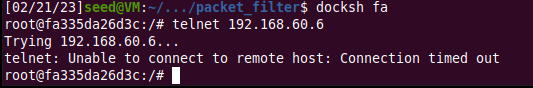 [02/21/23]seed@VM:~/.../packet_filter$ docksh fa
root@fa335da26d3c:/# telnet 192.168.60.6
Trying 192.168.60.6...
telnet: Unable to connect to remote host: Connection timed out
root@fa335da26d3c:/#